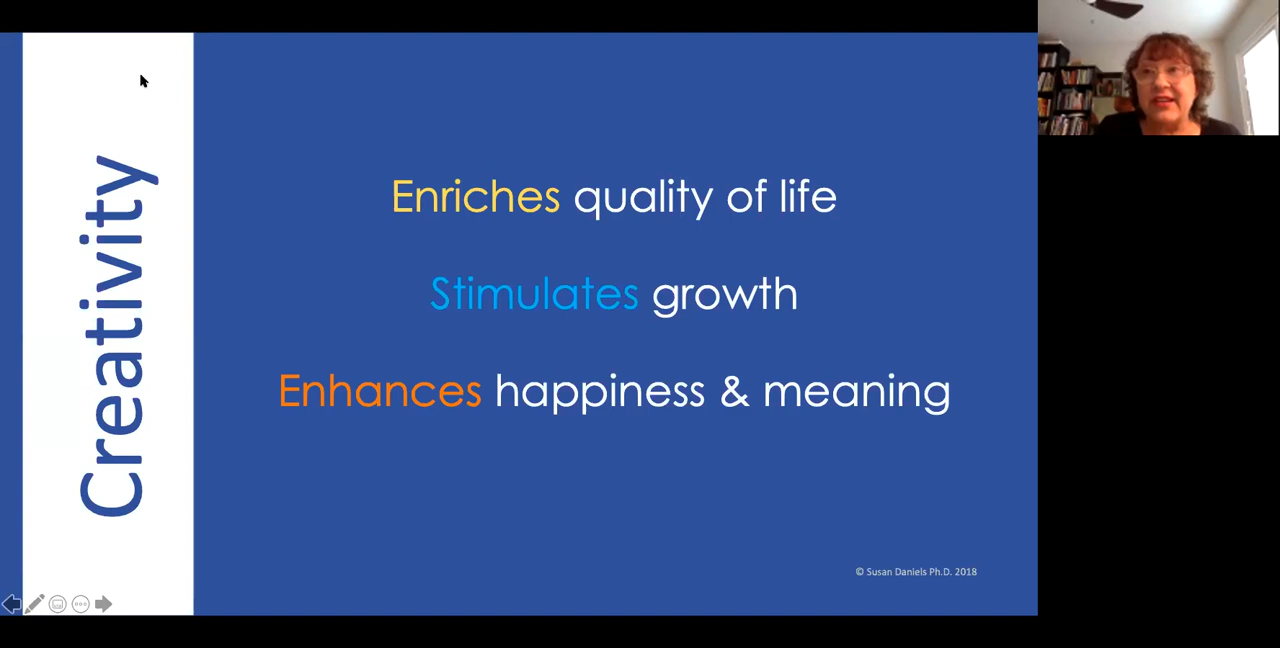 Creativity
Enriches quality of life
Stimulates growth
Enhances happiness & meaning
© Susan Daniels Ph.D. 2018